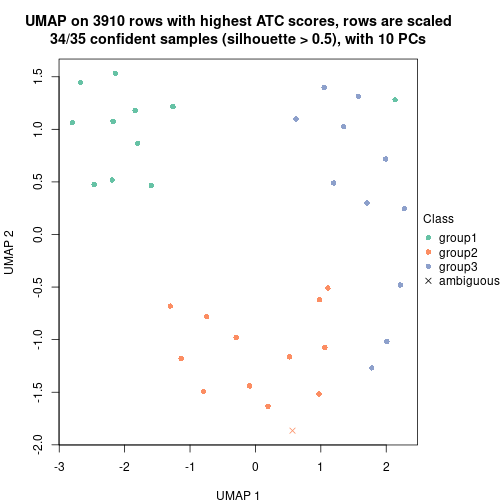 UMAP on 3910 rows with highest ATC scores, rows are scaled
34/35 confident samples (silhouette > 0.5), with 10 PCs
1.5
1.0
0.5
0.0
-0.5
-1.0
-1.5
-2.0
UMAP 2
-3
-2
-1
0
1
2
UMAP 1
Class
group1
group2
group3
ambiguous